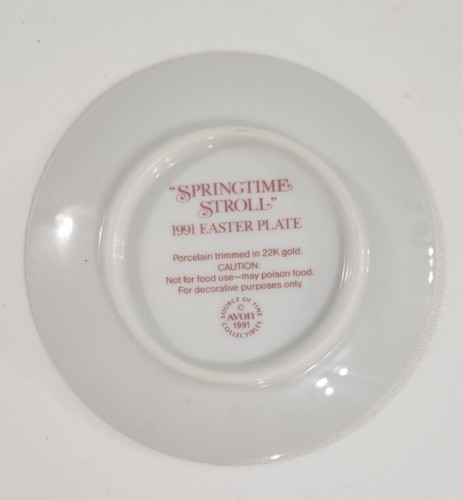 "SPRINGTIME
STROLL"
1991 EASTER PLATE
Porcelain trimmed in 22K gold.
CAUTION:
Not for food use—may poison food.
For decorative purposes only.
SOURCE OF FINE
©
AVON
1991
COLLECTIBLES